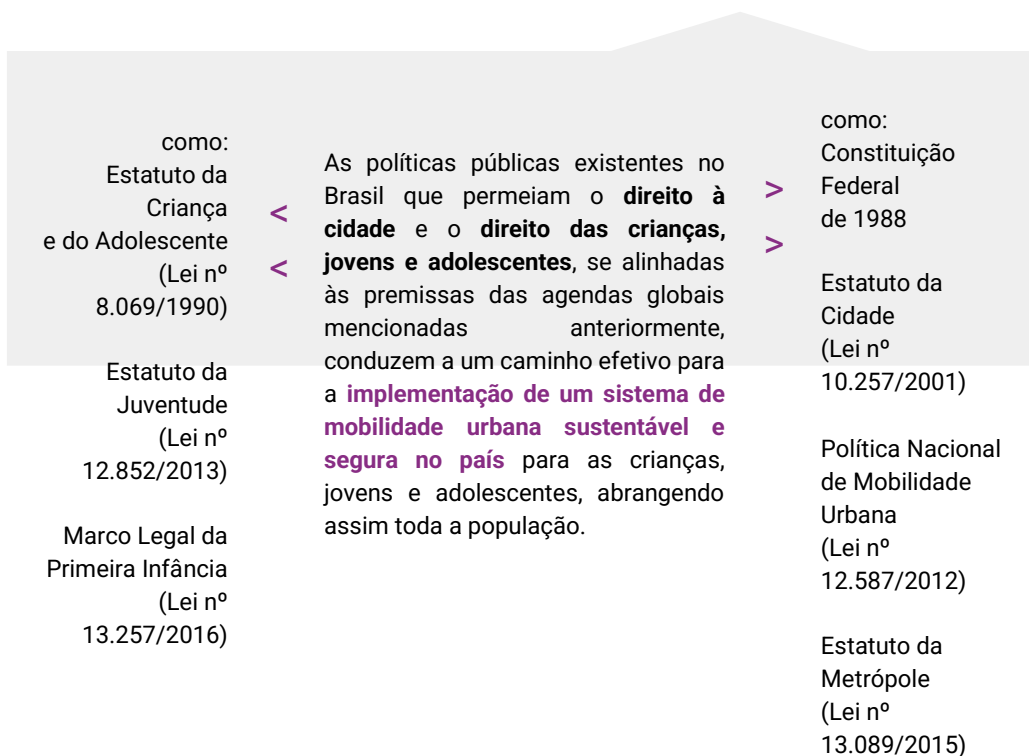 como:
Estatuto da
Criança
e do Adolescente
(Lei nº
8.069/1990)
Estatuto da
Juventude
(Lei nº
12.852/2013)
Marco Legal da
Primeira Infância
(Lei nº
13.257/2016)
<
<
As políticas públicas existentes no
Brasil que permeiam o direito à
cidade e o direito das crianças,
jovens e adolescentes, se alinhadas
às premissas das agendas globais
mencionadas anteriormente,
conduzem a um caminho efetivo para
a implementação de um sistema de
mobilidade urbana sustentável e
segura no país para as crianças,
jovens e adolescentes, abrangendo
assim toda a população.
>
>
como:
Constituição
Federal
de 1988
Estatuto da
Cidade
(Lei nº
10.257/2001)
Política Nacional
de Mobilidade
Urbana
(Lei nº
12.587/2012)
Estatuto da
Metrópole
(Lei nº
13.089/2015)